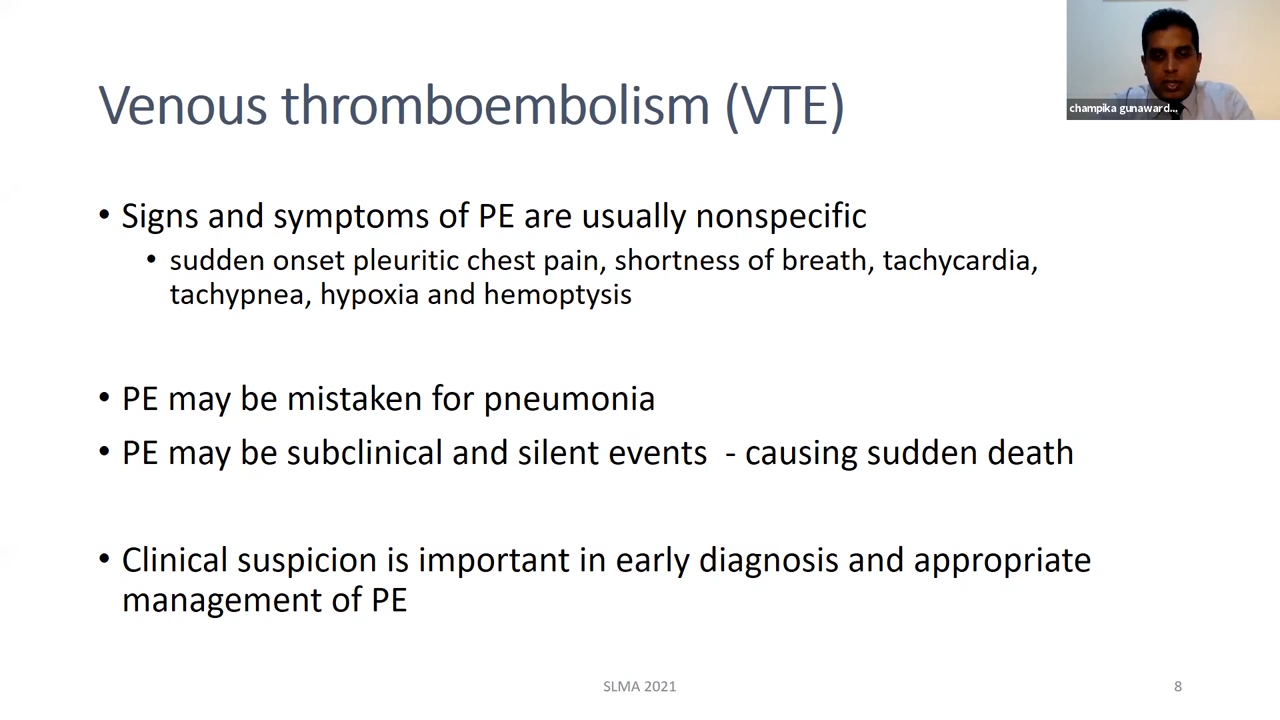 Venous thromboembolism (VTE)
champika gunaward...
• Signs and symptoms of PE are usually nonspecific
• sudden onset pleuritic chest pain, shortness of breath, tachycardia,
tachypnea, hypoxia and hemoptysis
• PE may be mistaken for pneumonia
• PE may be subclinical and silent events - causing sudden death
• Clinical suspicion is important in early diagnosis and appropriate
management of PE
SLMA 2021
8